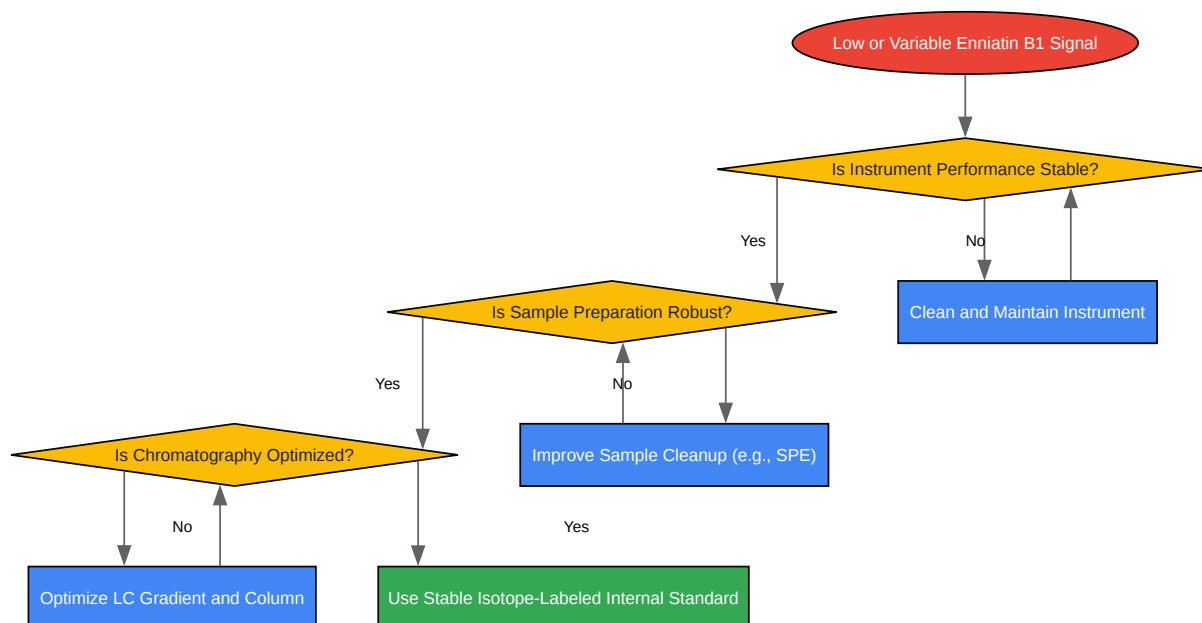 Low or Variable Enniatin B1 Signal
Is Instrument Performance Stable?
Yes
No
Is Sample Preparation Robust?
Clean and Maintain Instrument
Yes
No
Is Chromatography Optimized?
Improve Sample Cleanup (e.g., SPE)
No
Yes
Optimize LC Gradient and Column
Use Stable Isotope-Labeled Internal Standard